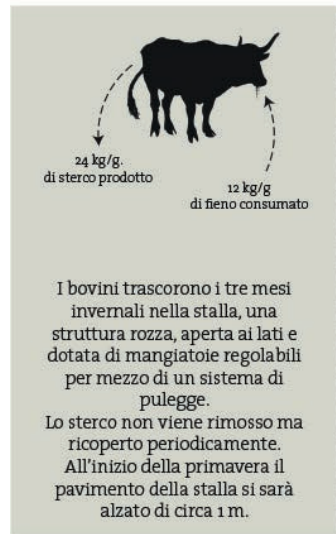 24 kg/g.
di sterco prodotto
12 kg/g
di fieno consumato
I bovini trascorono i tre mesi
invernali nella stalla, una
struttura rozza, aperta ai lati e
dotata di mangiatoie regolabili
per mezzo di un sistema di
pulegge.
Lo sterco non viene rimosso ma
ricoperto periodicamente.
All'inizio della primavera il
pavimento della stalla si sarà
alzato di circa 1 m.